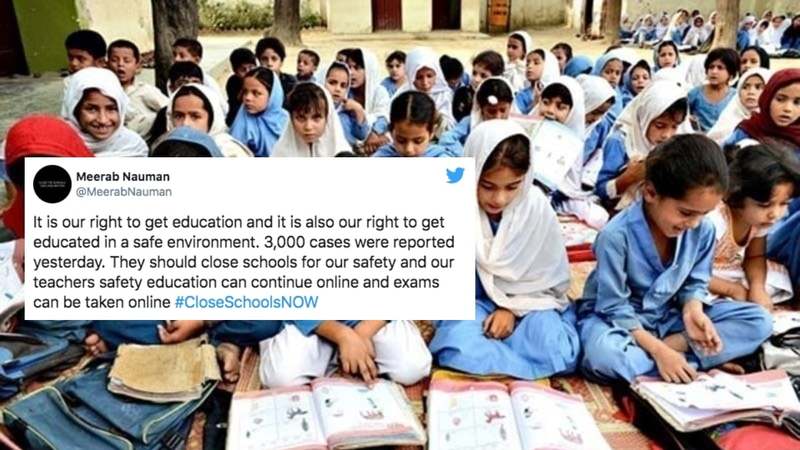 Meerab Nauman
@MeerabNauman
It is our right to get education and it is also our right to get
educated in a safe environment. 3,000 cases were reported
yesterday. They should close schools for our safety and our
teachers safety education can continue online and exams
can be taken online #CloseSchoolsNOW